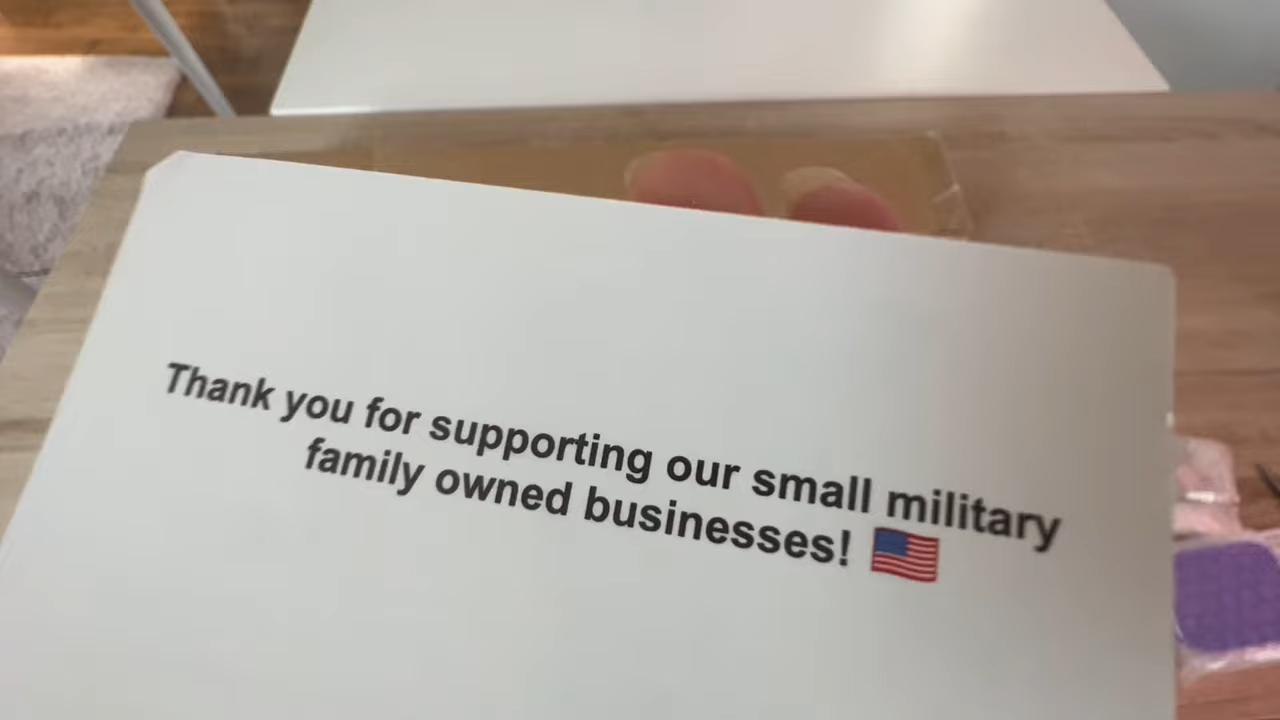 Thank you for supporting our small military
family owned businesses! 🇺🇸